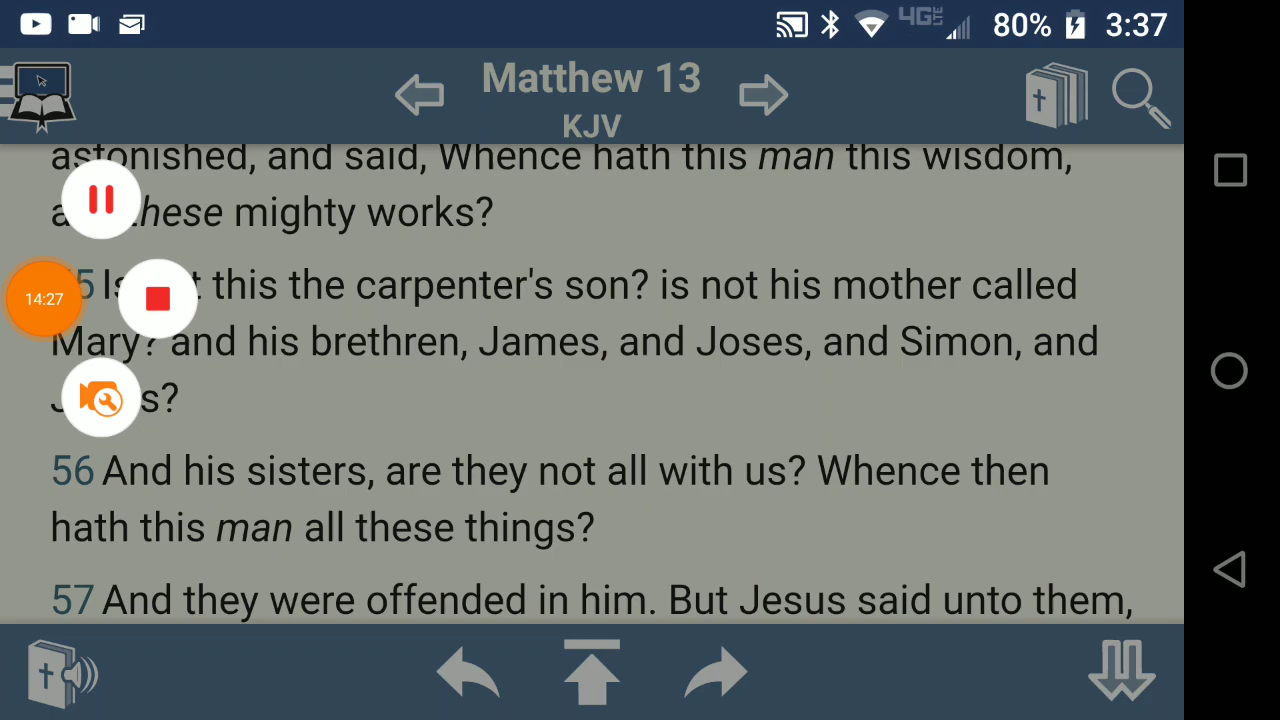 4G LTE 80% 3:37
Matthew 13
KJV
astonished, and said, Whence hath this man this wisdom,
these mighty works?
this the carpenter's son? is not his mother called
14:27
Mary? and his brethren, James, and Joses, and Simon, and
56 And his sisters, are they not all with us? Whence then
hath this man all these things?
57 And they were offended in him. But Jesus said unto them,